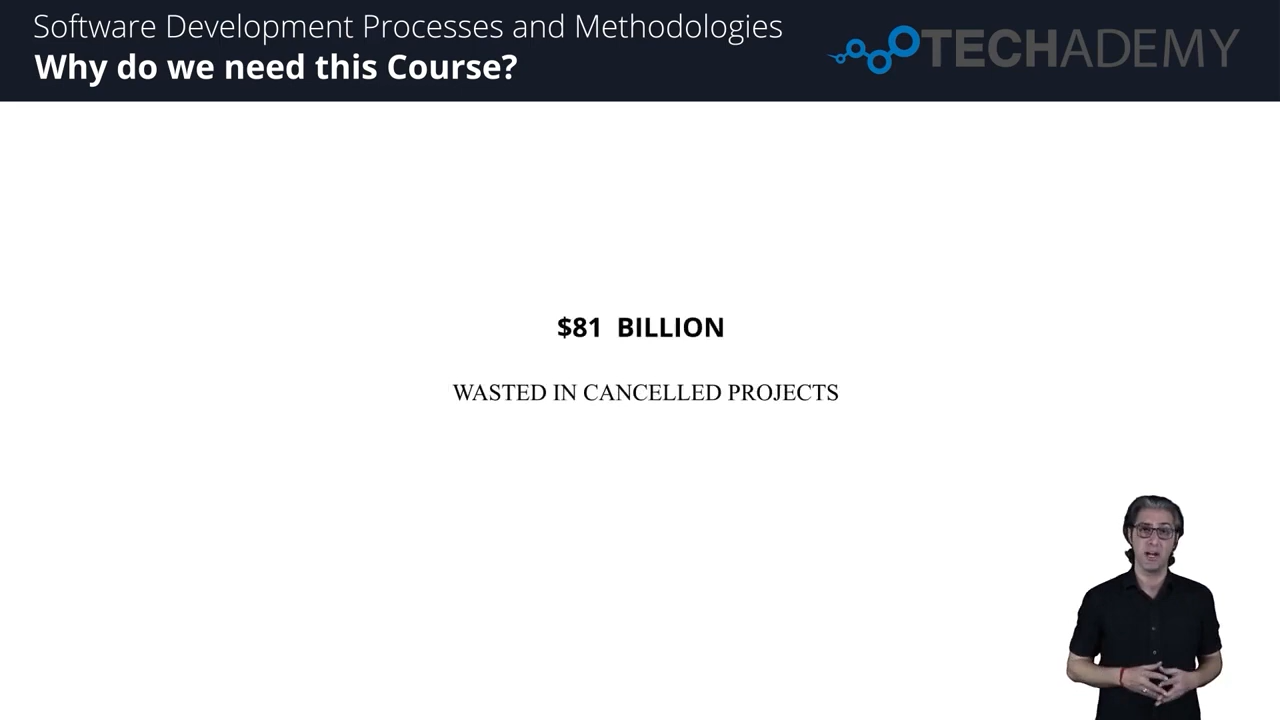 Software Development Processes and Methodologies
Why do we need this Course?
TECHADEMY
$81 BILLION
WASTED IN CANCELLED PROJECTS